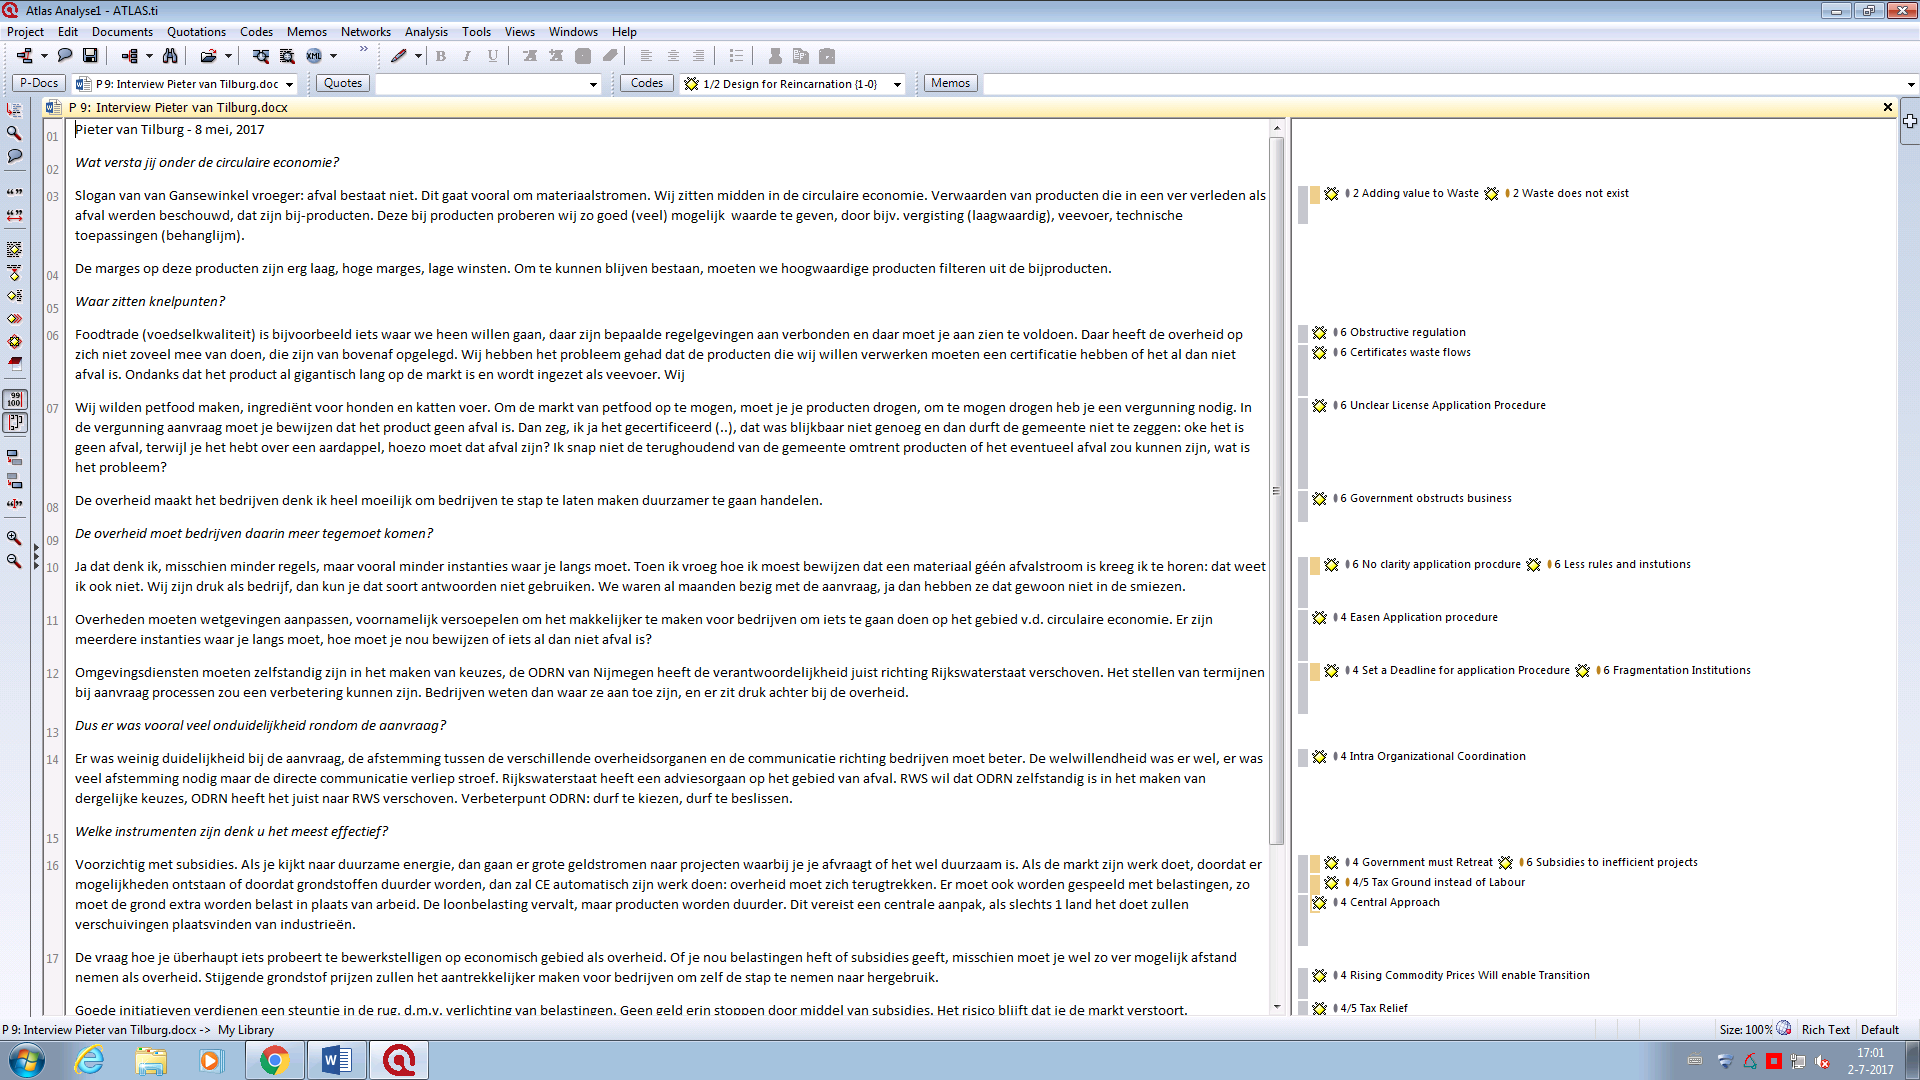 Atlas Analyse1 - ATLAS.ti
Project Edit Documents Quotations Codes Memos Networks Analysis Tools Views Windows Help
P-Docs P 9: Interview Pieter van Tilburg.doc Quotes Codes 1/2 Design for Reincarnation {1-0} Memos
P 9: Interview Pieter van Tilburg.docx
01 Pieter van Tilburg - 8 mei, 2017
02 Wat versta jij onder de circulaire economie?
03 Slogan van van Gansewinkel vroeger: afval bestaat niet. Dit gaat vooral om materiaalstromen. Wij zitten midden in de circulaire economie. Verwaarden van producten die in een ver verleden als
afval werden beschouwd, dat zijn bij-producten. Deze bij producten proberen wij zo goed (veel) mogelijk waarde te geven, door bijv. vergisting (laagwaardig), veevoer, technische
toepassingen (behanglijm).
04 De marges op deze producten zijn erg laag, hoge marges, lage winsten. Om te kunnen blijven bestaan, moeten we hoogwaardige producten filteren uit de bijproducten.
05 Waar zitten knelpunten?
06 Foodtrade (voedselkwaliteit) is bijvoorbeeld iets waar we heen willen gaan, daar zijn bepaalde regelgevingen aan verbonden en daar moet je aan zien te voldoen. Daar heeft de overheid op
zich niet zoveel mee van doen, die zijn van bovenaf opgelegd. Wij hebben het probleem gehad dat de producten die wij willen verwerken moeten een certificatie hebben of het al dan niet
afval is. Ondanks dat het product al gigantisch lang op de markt is en wordt ingezet als veevoer. Wij
07 Wij wilden petfood maken, ingrediënt voor honden en katten voer. Om de markt van petfood op te mogen, moet je je producten drogen, om te mogen drogen heb je een vergunning nodig. In
de vergunning aanvraag moet je bewijzen dat het product geen afval is. Dan zeg, ik ja het gecertificeerd (..), dat was blijkbaar niet genoeg en dan durft de gemeente niet te zeggen: oke het is
geen afval, terwijl je het hebt over een aardappel, hoezo moet dat afval zijn? Ik snap niet de terughoudend van de gemeente omtrent producten of het eventueel afval zou kunnen zijn, wat is
het probleem?
08 De overheid maakt het bedrijven denk ik heel moeilijk om bedrijven te stap te laten maken duurzamer te gaan handelen.
09 De overheid moet bedrijven daarin meer tegemoet komen?
10 Ja dat denk ik, misschien minder regels, maar vooral minder instanties waar je langs moet. Toen ik vroeg hoe ik moest bewijzen dat een materiaal géén afvalstroom is kreeg ik te horen: dat weet
ik ook niet. Wij zijn druk als bedrijf, dan kun je dat soort antwoorden niet gebruiken. We waren al maanden bezig met de aanvraag, ja dan hebben ze dat gewoon niet in de smiezen.
11 Overheden moeten wetgevingen aanpassen, voornamelijk versoepelen om het makkelijker te maken voor bedrijven om iets te gaan doen op het gebied v.d. circulaire economie. Er zijn
meerdere instanties waar je langs moet, hoe moet je nou bewijzen of iets al dan niet afval is?
12 Omgevingsdiensten moeten zelfstandig zijn in het maken van keuzes, de ODRN van Nijmegen heeft de verantwoordelijkheid juist richting Rijkswaterstaat verschoven. Het stellen van termijnen
bij aanvraag processen zou een verbetering kunnen zijn. Bedrijven weten dan waar ze aan toe zijn, en er zit druk achter bij de overheid.
13 Dus er was vooral veel onduidelijkheid rondom de aanvraag?
14 Er was weinig duidelijkheid bij de aanvraag, de afstemming tussen de verschillende overheidsorganen en de communicatie richting bedrijven moet beter. De welwillendheid was er wel, er was
veel afstemming nodig maar de directe communicatie verliep stroef. Rijkswaterstaat heeft een adviesorgaan op het gebied van afval. RWS wil dat ODRN zelfstandig is in het maken van
dergelijke keuzes, ODRN heeft het juist naar RWS verschoven. Verbeterpunt ODRN: durf te kiezen, durf te beslissen.
15 Welke instrumenten zijn denk u het meest effectief?
16 Voorzichtig met subsidies. Als je kijkt naar duurzame energie, dan gaan er grote geldstromen naar projecten waarbij je je afvraagt of het wel duurzaam is. Als de markt zijn werk doet, doordat er
mogelijkheden ontstaan of doordat grondstoffen duurder worden, dan zal CE automatisch zijn werk doen: overheid moet zich terugtrekken. Er moet ook worden gespeeld met belastingen, zo
moet de grond extra worden belast in plaats van arbeid. De loonbelasting vervalt, maar producten worden duurder. Dit vereist een centrale aanpak, als slechts 1 land het doet zullen
verschuivingen plaatsvinden van industrieën.
17 De vraag hoe je überhaupt iets probeert te bewerkstelligen op economisch gebied als overheid. Of je nou belastingen heft of subsidies geeft, misschien moet je wel zo ver mogelijk afstand
nemen als overheid. Stijgende grondstof prijzen zullen het aantrekkelijker maken voor bedrijven om zelf de stap te nemen naar hergebruik.
Goede initiatieven verdienen een steuntje in de rug, d.m.v. verlichting van belastingen. Geen geld erin stoppen door middel van subsidies. Het risico blijft dat je de markt verstoort.
2 Adding value to Waste 2 Waste does not exist
6 Obstructive regulation
6 Certificates waste flows
6 Unclear License Application Procedure
6 Government obstructs business
6 No clarity application procdure 6 Less rules and instutions
4 Easen Application procedure
4 Set a Deadline for application Procedure 6 Fragmentation Institutions
4 Intra Organizational Coordination
4 Government must Retreat 6 Subsidies to inefficient projects
4/5 Tax Ground instead of Labour
4 Central Approach
4 Rising Commodity Prices Will enable Transition
4/5 Tax Relief
P 9: Interview Pieter van Tilburg.docx -> My Library
Size: 100% Rich Text Default
17:01
2-7-2017